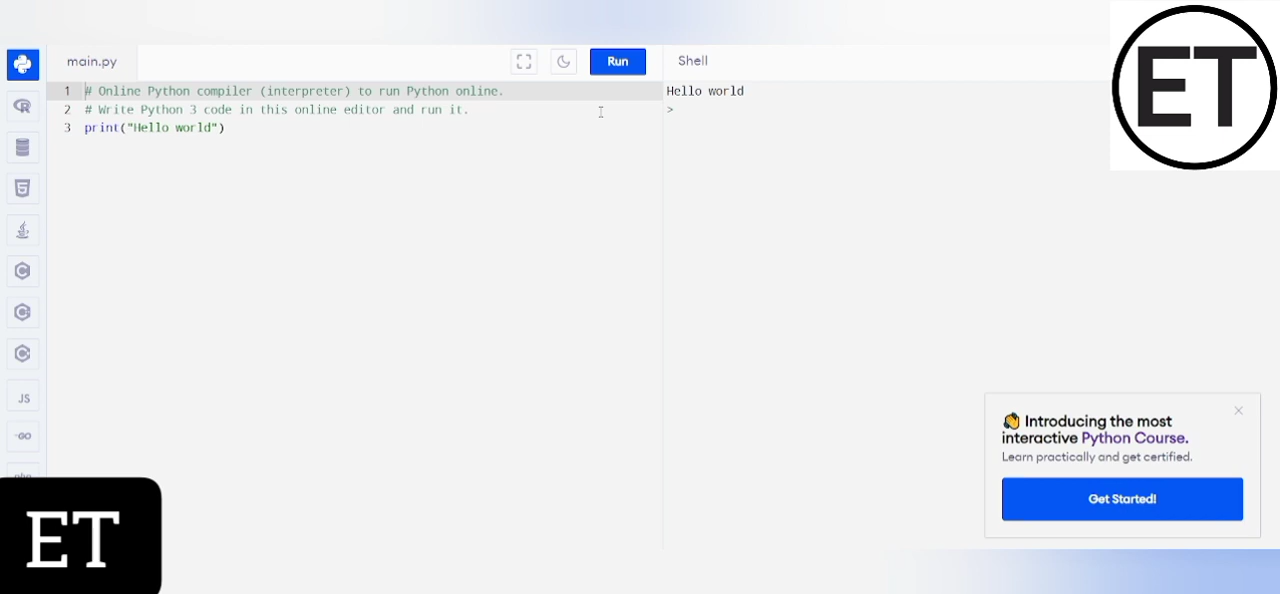 main.py
Run
Shell
1 # Online Python compiler (interpreter) to run Python online.
2 # Write Python 3 code in this online editor and run it.
3 print("Hello world")
Hello world
>
ET
JS
GO
php
👏 Introducing the most
interactive Python Course.
Learn practically and get certified.
Get Started!
ET